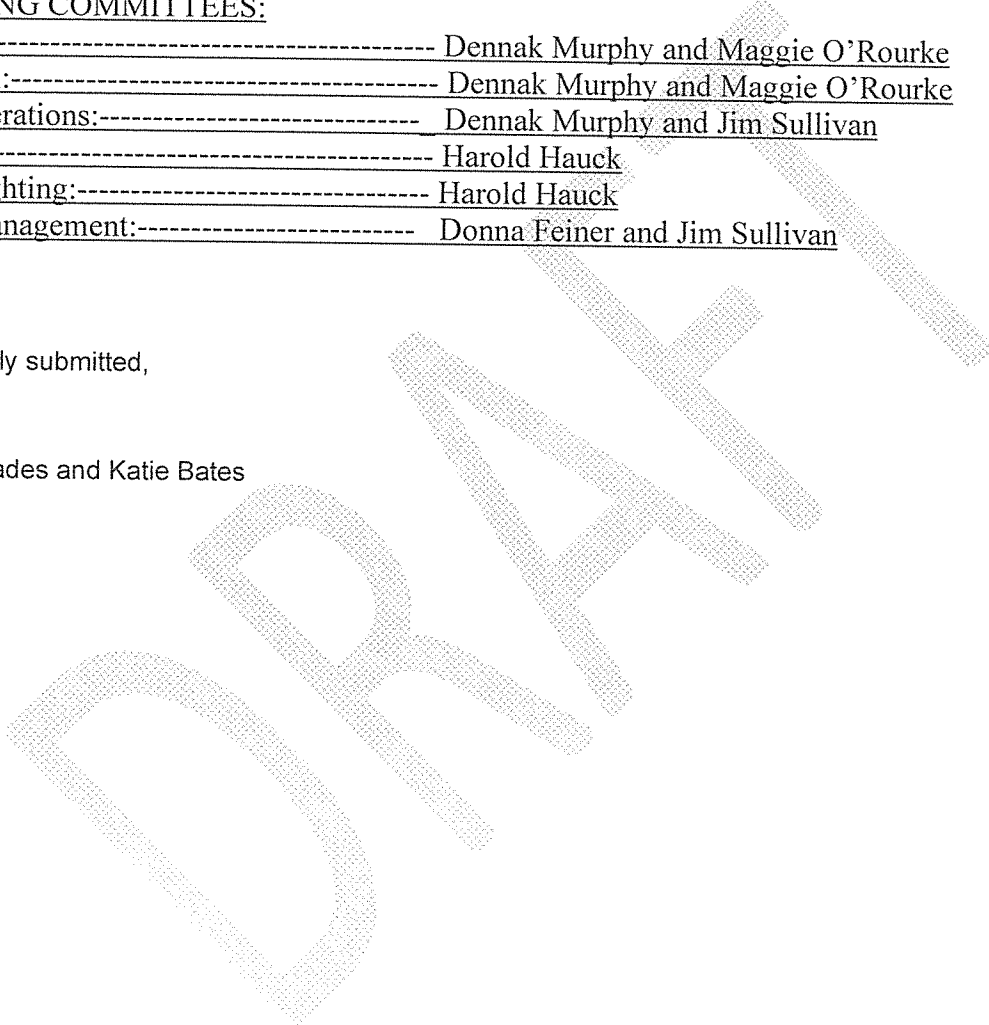 NG COMMITTEES:
------------------------------------------ Dennak Murphy and Maggie O'Rourke
:---------------------------------------- Dennak Murphy and Maggie O'Rourke
erations:------------------------------_ Dennak Murphy and Jim Sullivan
----------------------------------------- Harold Hauck
hting:--------------------------------- Harold Hauck
anagement:-------------------------- Donna Feiner and Jim Sullivan
ly submitted,
ades and Katie Bates
DRAFT